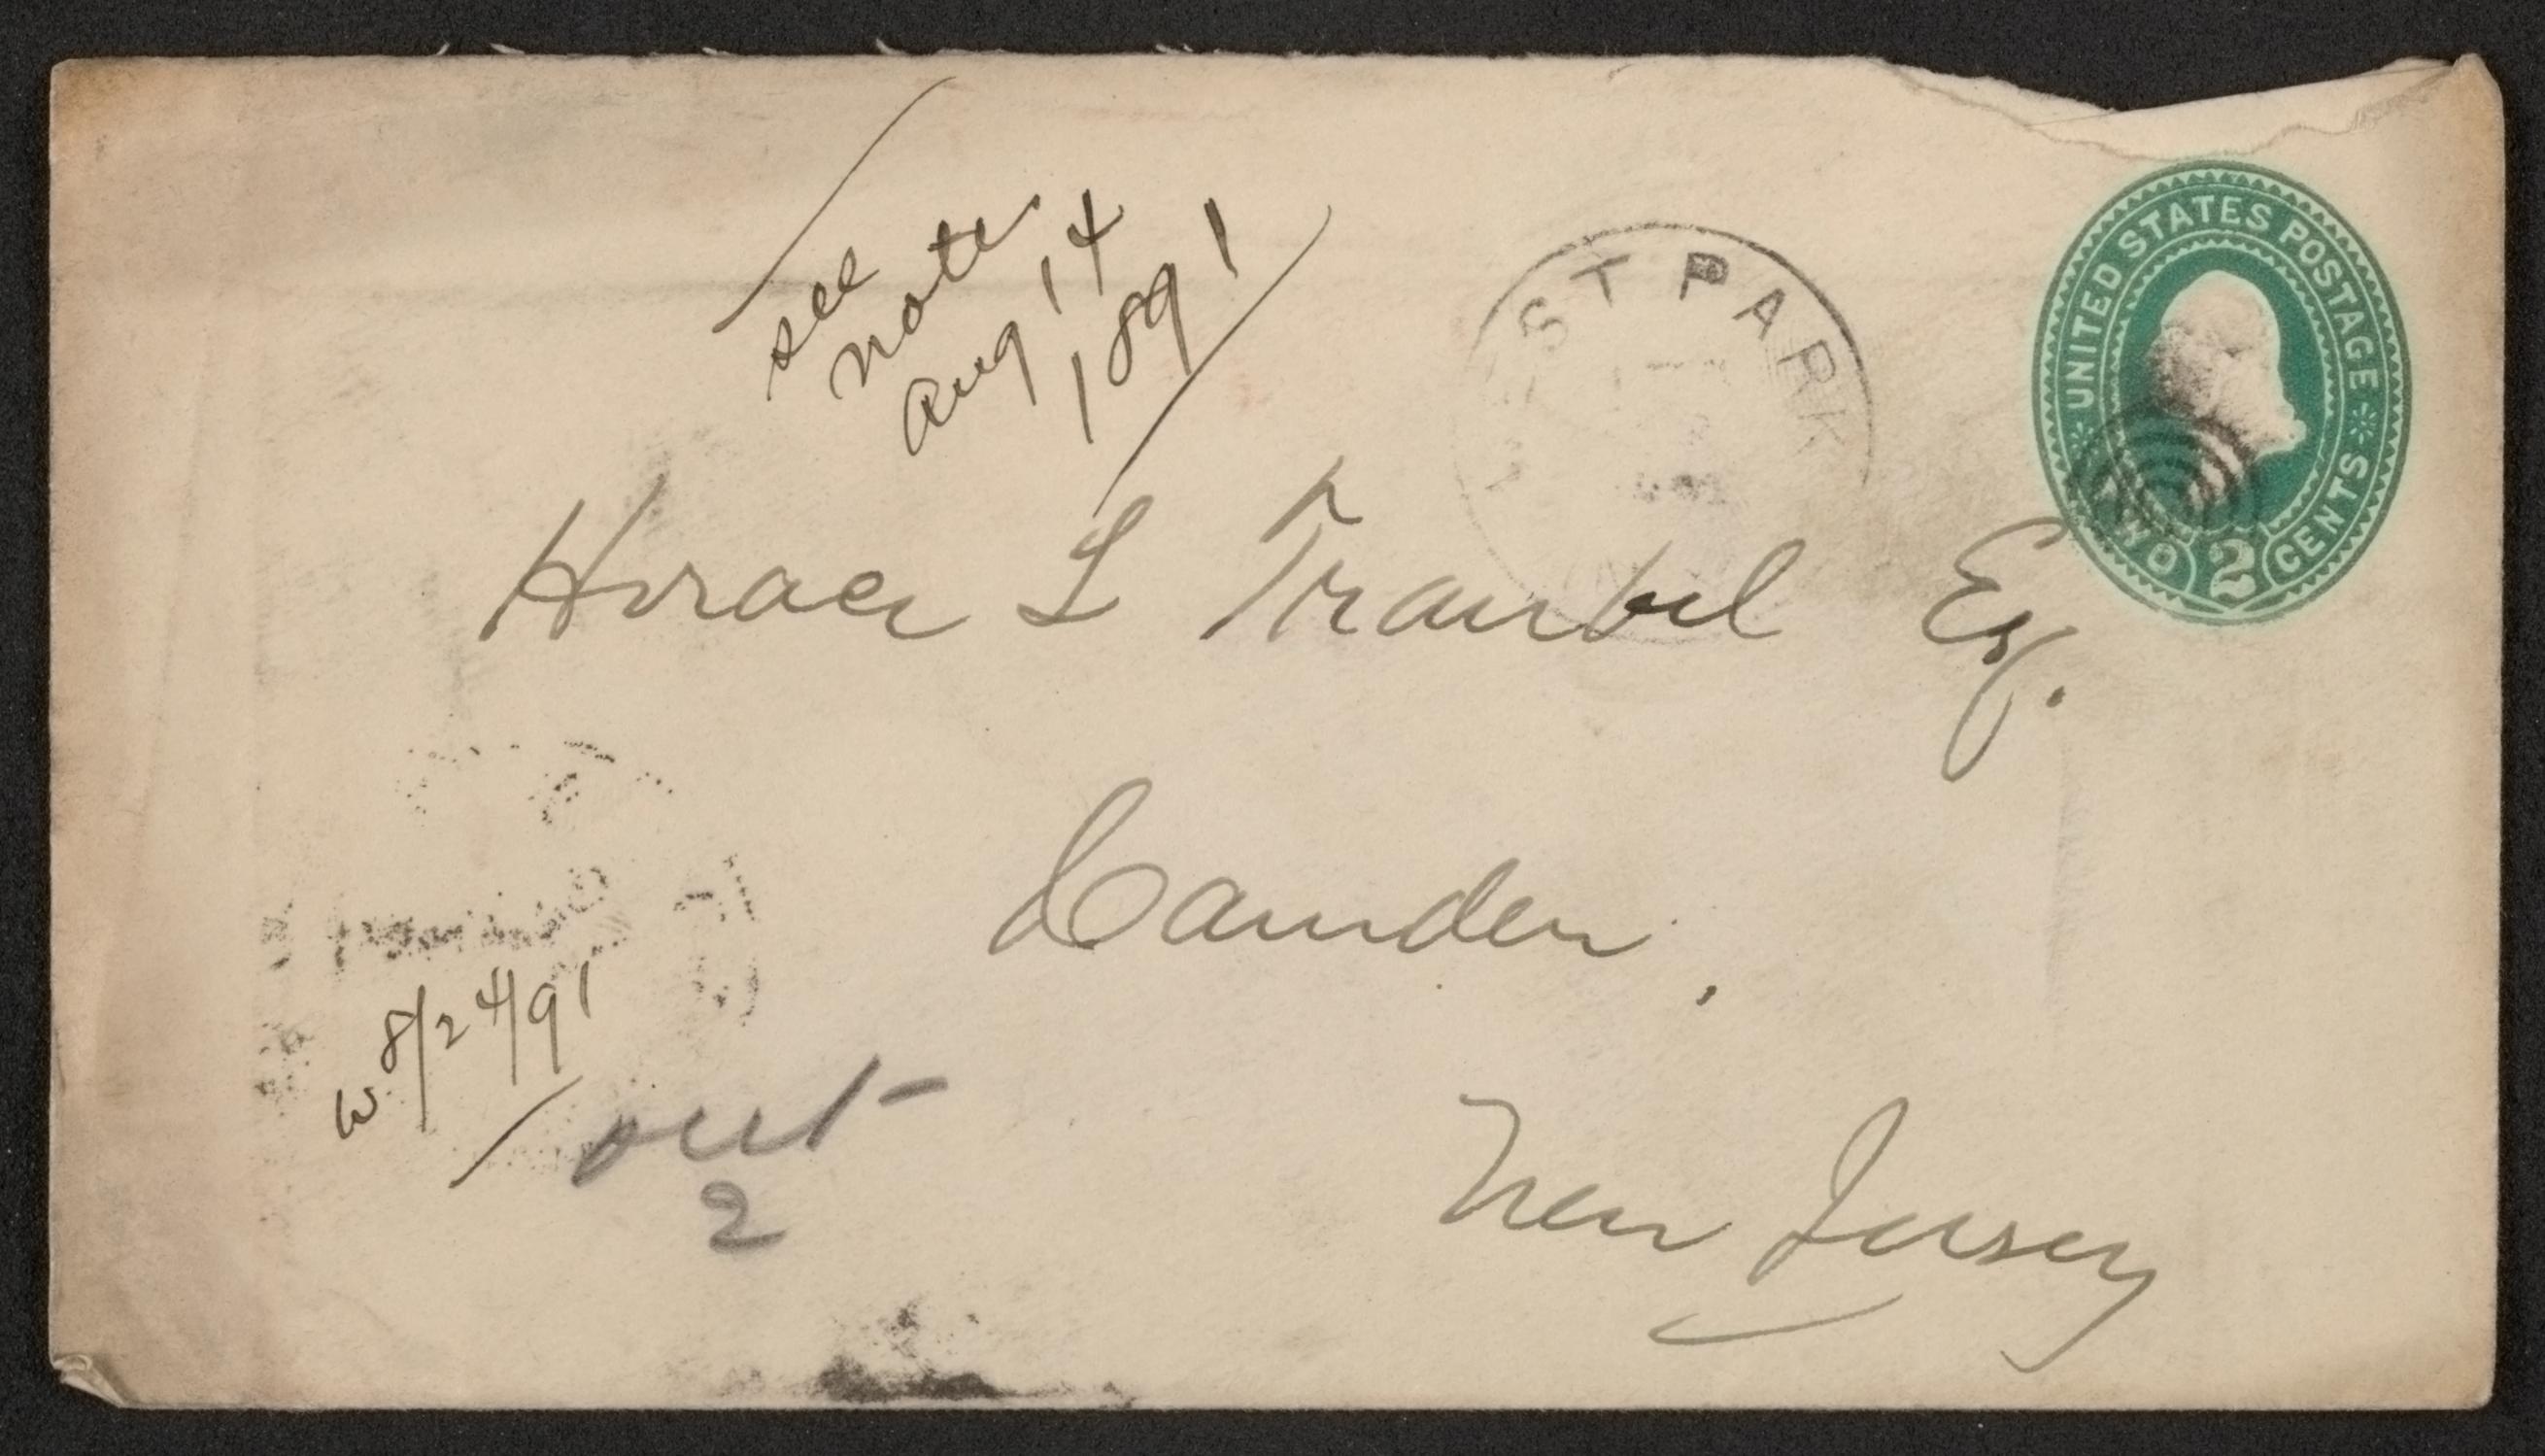 see
note
Aug 14
1891
ST PARK
UNITED STATES POSTAGE
TWO 2 CENTS
Horace L Traubel Esq.
Camden,
w 8/24/91
out
2
New Jersey